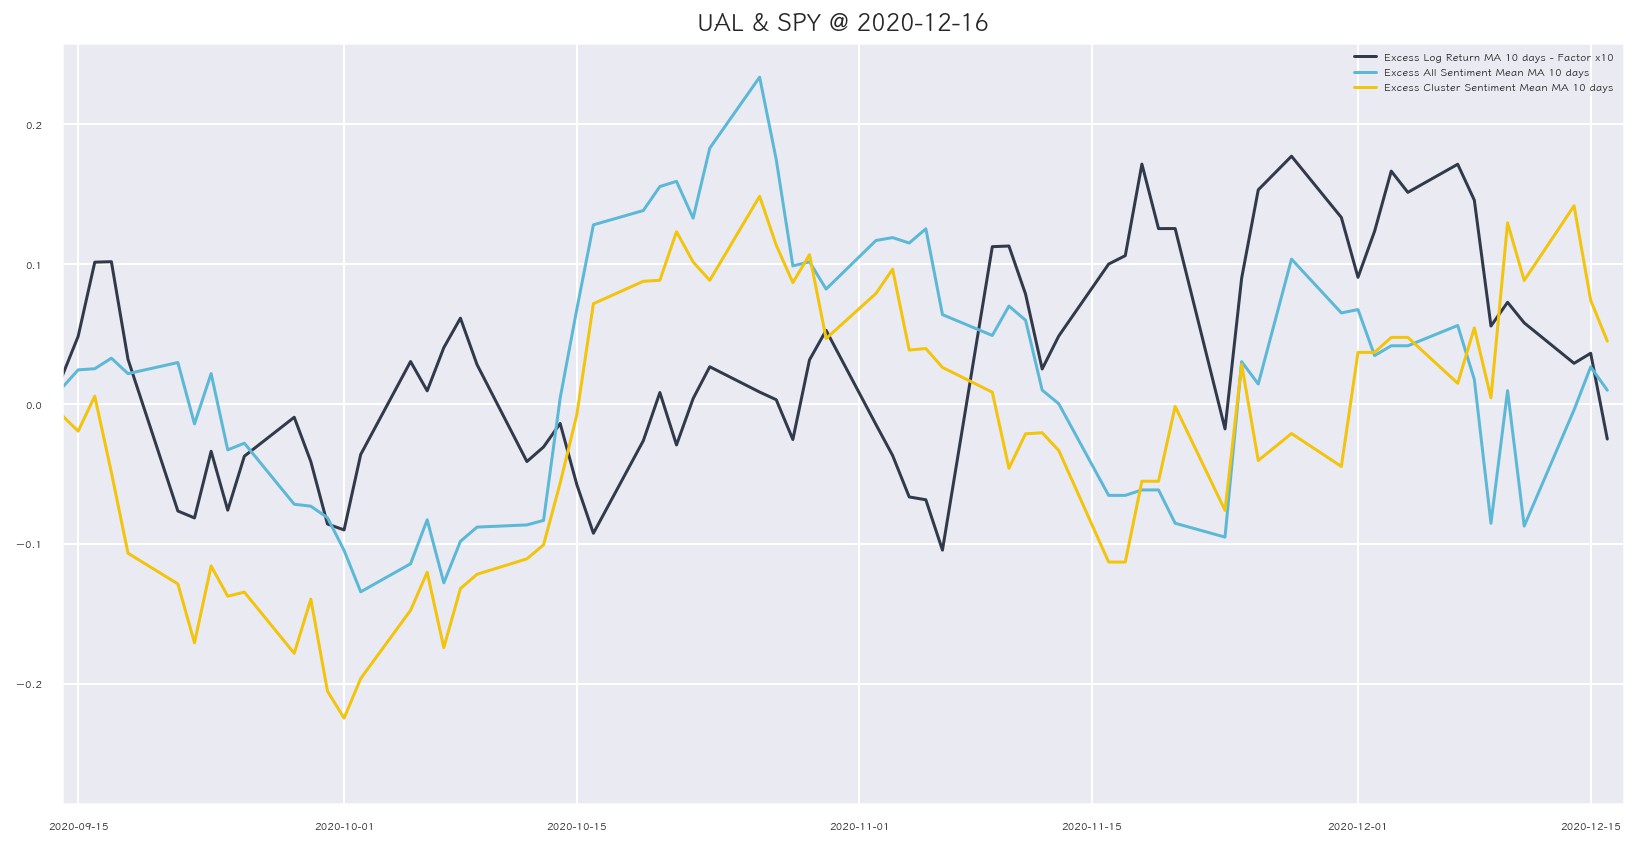 UAL & SPY @ 2020-12-16
Excess Log Return MA 10 days - Factor x10
Excess All Sentiment Mean MA 10 days
Excess Cluster Sentiment Mean MA 10 days
0.2
0.1
0.0
−0.1
−0.2
2020-09-15 2020-10-01 2020-10-15 2020-11-01 2020-11-15 2020-12-01 2020-12-15